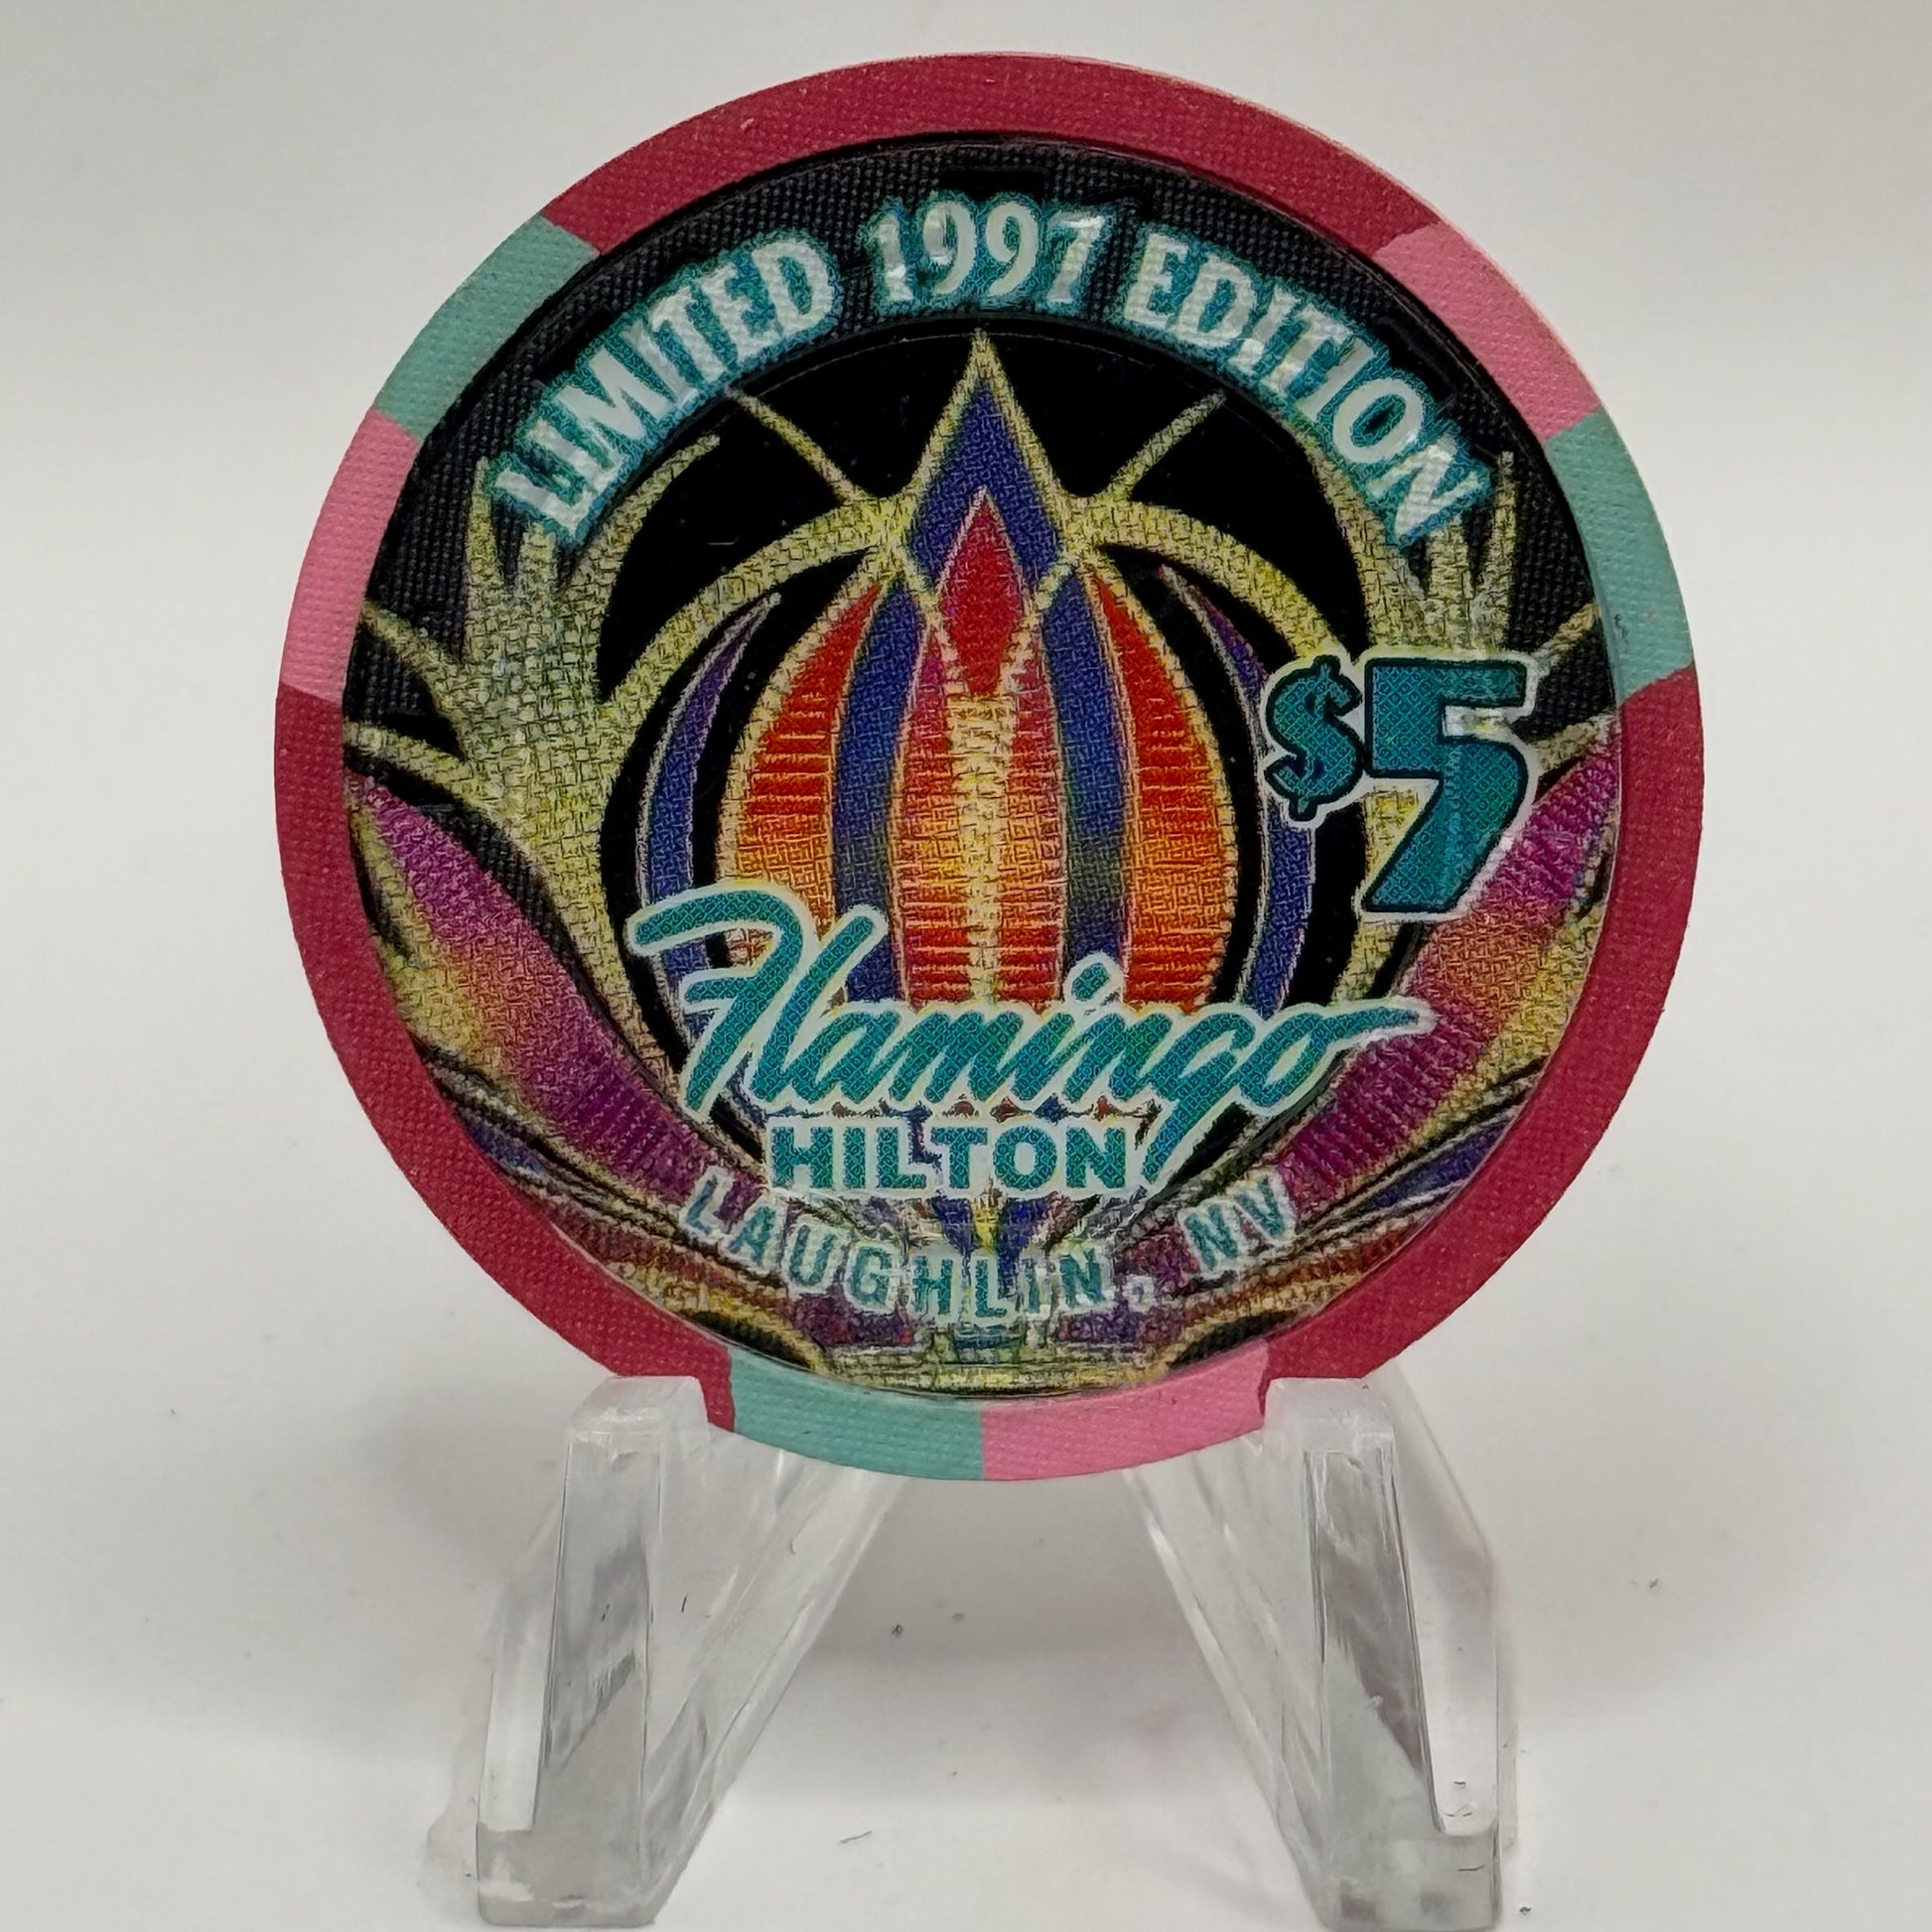 LIMITED 1997 EDITION
$5
Flamingo
HILTON
LAUGHLIN, NV